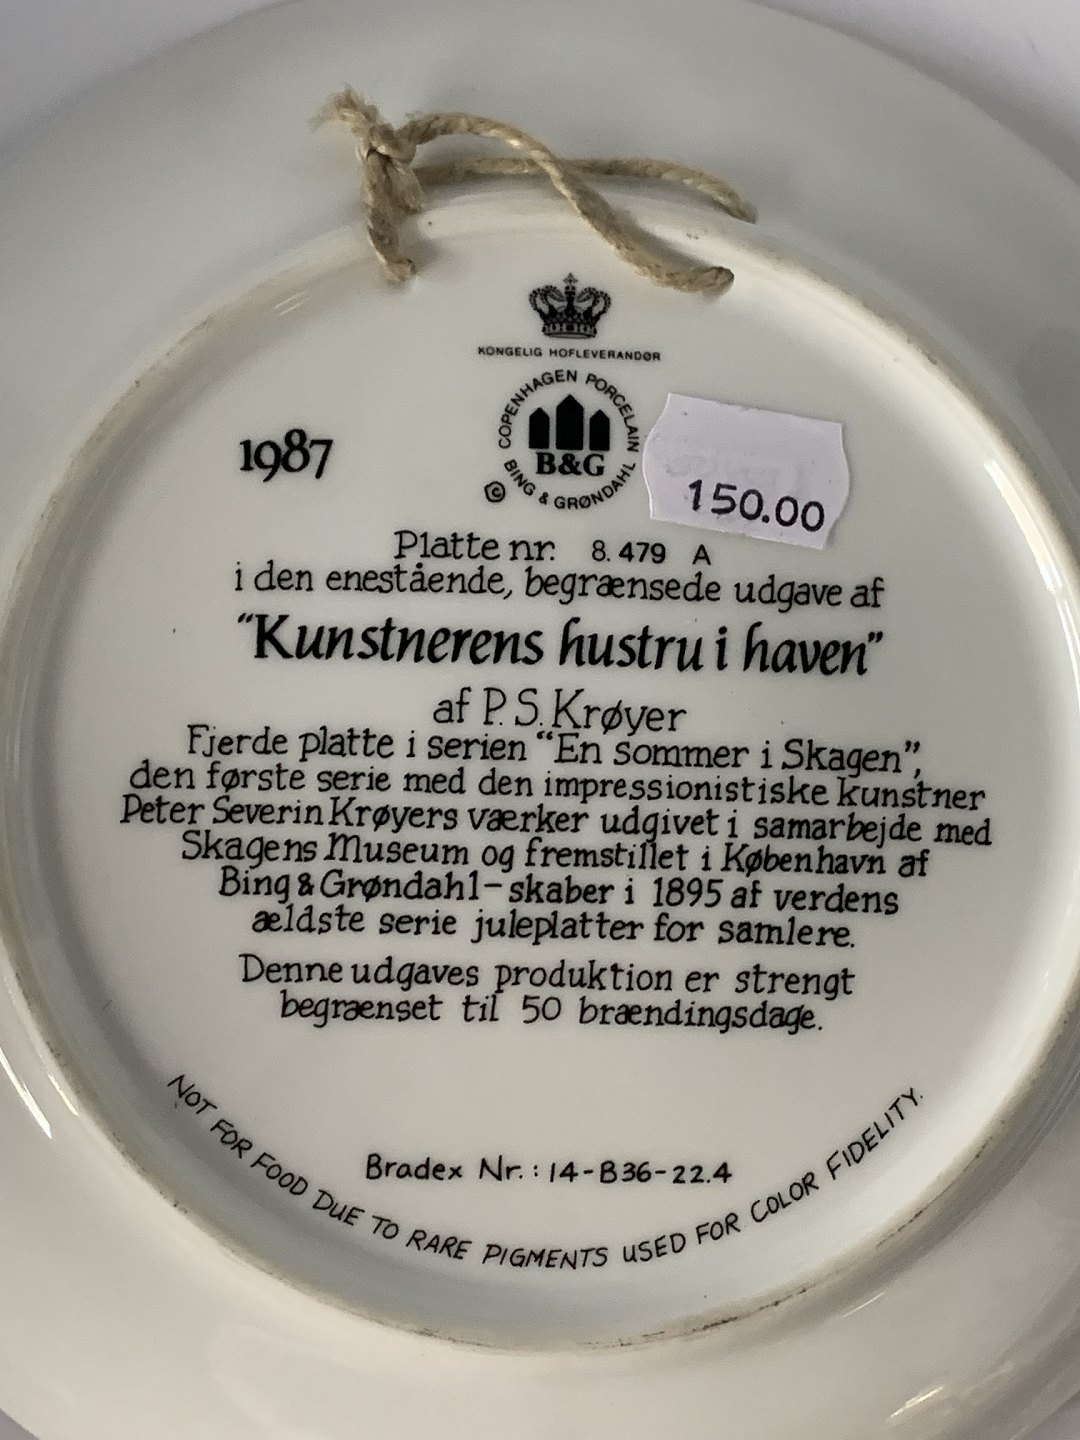 KONGELIG HOFLEVERANDØR
COPENHAGEN PORCELAIN
B&G
© BING & GRØNDAHL
1987
150.00
Platte nr. 8.479 A
i den enestående, begrænsede udgave af
"Kunstnerens hustru i haven"
af P. S. Krøyer
Fjerde platte i serien "En sommer i Skagen",
den første serie med den impressionistiske kunstner
Peter Severin Krøyers værker udgivet i samarbejde med
Skagens Museum og fremstillet i København af
Bing & Grøndahl - skaber i 1895 af verdens
ældste serie juleplatter for samlere.
Denne udgaves produktion er strengt
begrænset til 50 brændingsdage.
Bradex Nr.: 14-B36-22.4
NOT FOR FOOD DUE TO RARE PIGMENTS USED FOR COLOR FIDELITY.